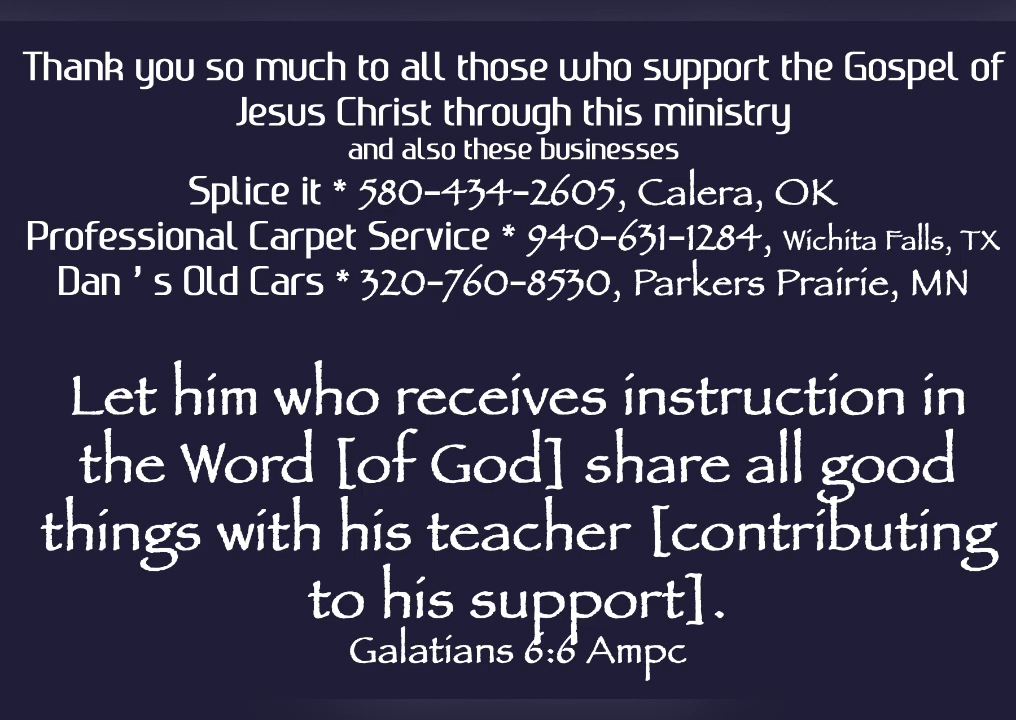 Thank you so much to all those who support the Gospel of
Jesus Christ through this ministry
and also these businesses
Splice it * 580-434-2605, Calera, OK
Professional Carpet Service * 940-631-1284, Wichita Falls, TX
Dan ' s Old Cars * 320-760-8530, Parkers Prairie, MN
Let him who receives instruction in
the Word [of God] share all good
things with his teacher [contributing
to his support].
Galatians 6:6 Ampc